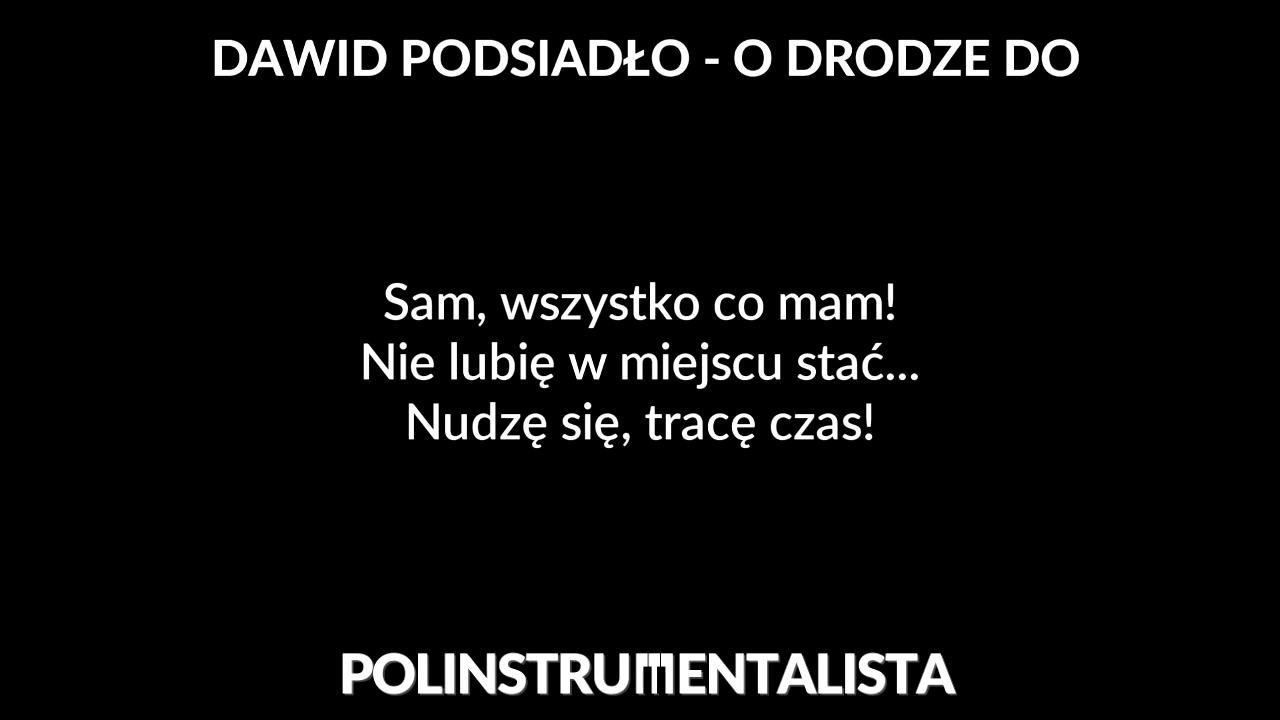 DAWID PODSIADŁO - O DRODZE DO
Sam, wszystko co mam!
Nie lubię w miejscu stać...
Nudzę się, tracę czas!
POLINSTRUMENTALISTA